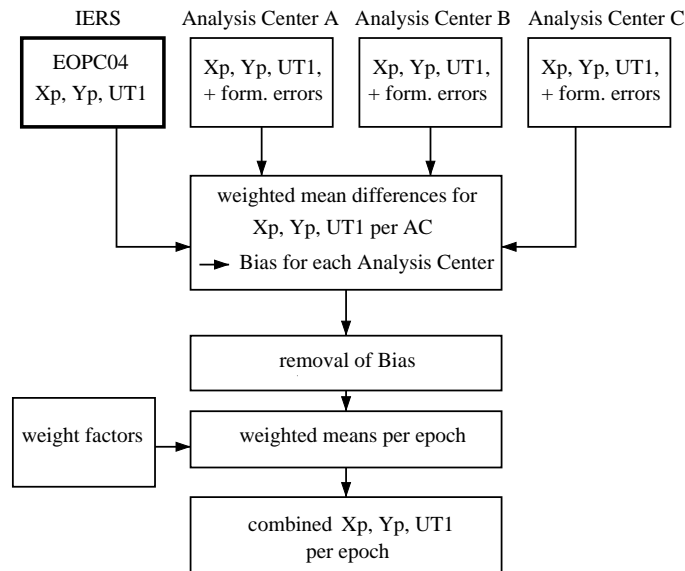 IERS
Analysis Center A
Analysis Center B
Analysis Center C
EOPC04
Xp, Yp, UT1
Xp, Yp, UT1,
+ form. errors
Xp, Yp, UT1,
+ form. errors
Xp, Yp, UT1,
+ form. errors
weighted mean differences for
Xp, Yp, UT1 per AC
Bias for each Analysis Center
removal of Bias
weight factors
weighted means per epoch
combined Xp, Yp, UT1
per epoch